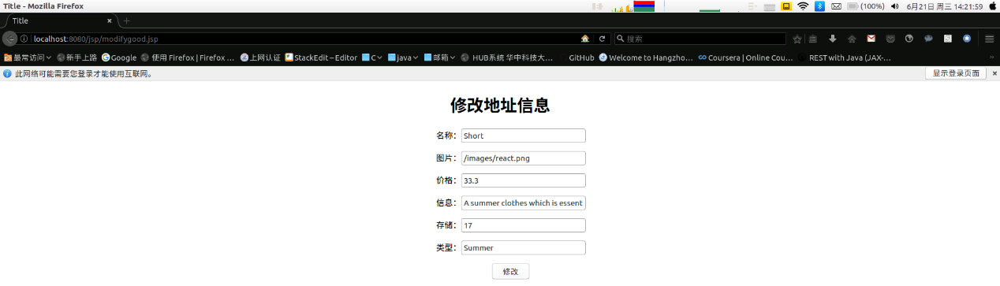 Title - Mozilla Firefox
(100%)
6月21日 周三 14:21:59
Title
localhost:8080/jsp/modifygood.jsp
搜索
最常访问
新手上路
Google
使用 Firefox | Firefox …
上网认证
StackEdit – Editor
C
java
邮箱
HUB系统 华中科技大…
GitHub
Welcome to Hangzho…
Coursera | Online Cou…
REST with Java (JAX-…
此网络可能需要您登录才能使用互联网。
显示登录页面
修改地址信息
名称: Short
图片: /images/react.png
价格: 33.3
信息: A summer clothes which is essent
存储: 17
类型: Summer
修改